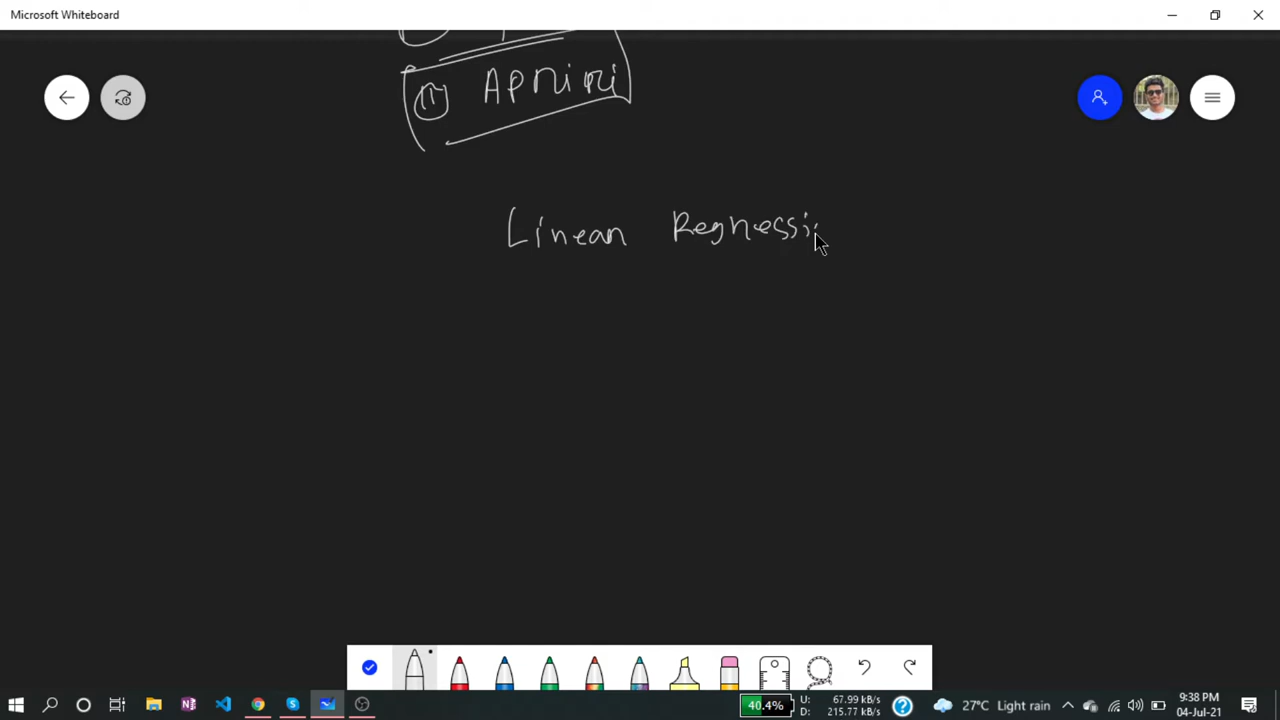 Microsoft Whiteboard
Apriori
Linear Regressi
40.4%
U: 67.99 kB/s
D: 215.77 kB/s
27°C Light rain
9:38 PM
04-Jul-21